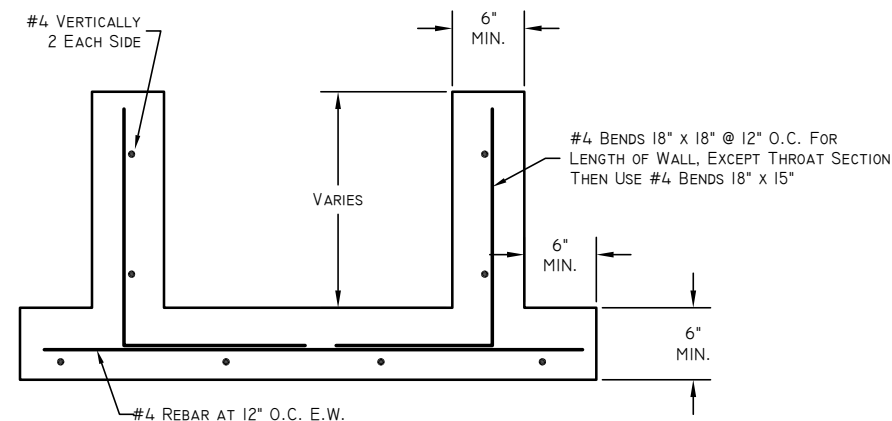 #4 VERTICALLY
2 EACH SIDE
6"
MIN.
#4 BENDS 18" X 18" @ 12" O.C. FOR
LENGTH OF WALL, EXCEPT THROAT SECTION
THEN USE #4 BENDS 18" X 15"
VARIES
6"
MIN.
6"
MIN.
#4 REBAR AT 12" O.C. E.W.